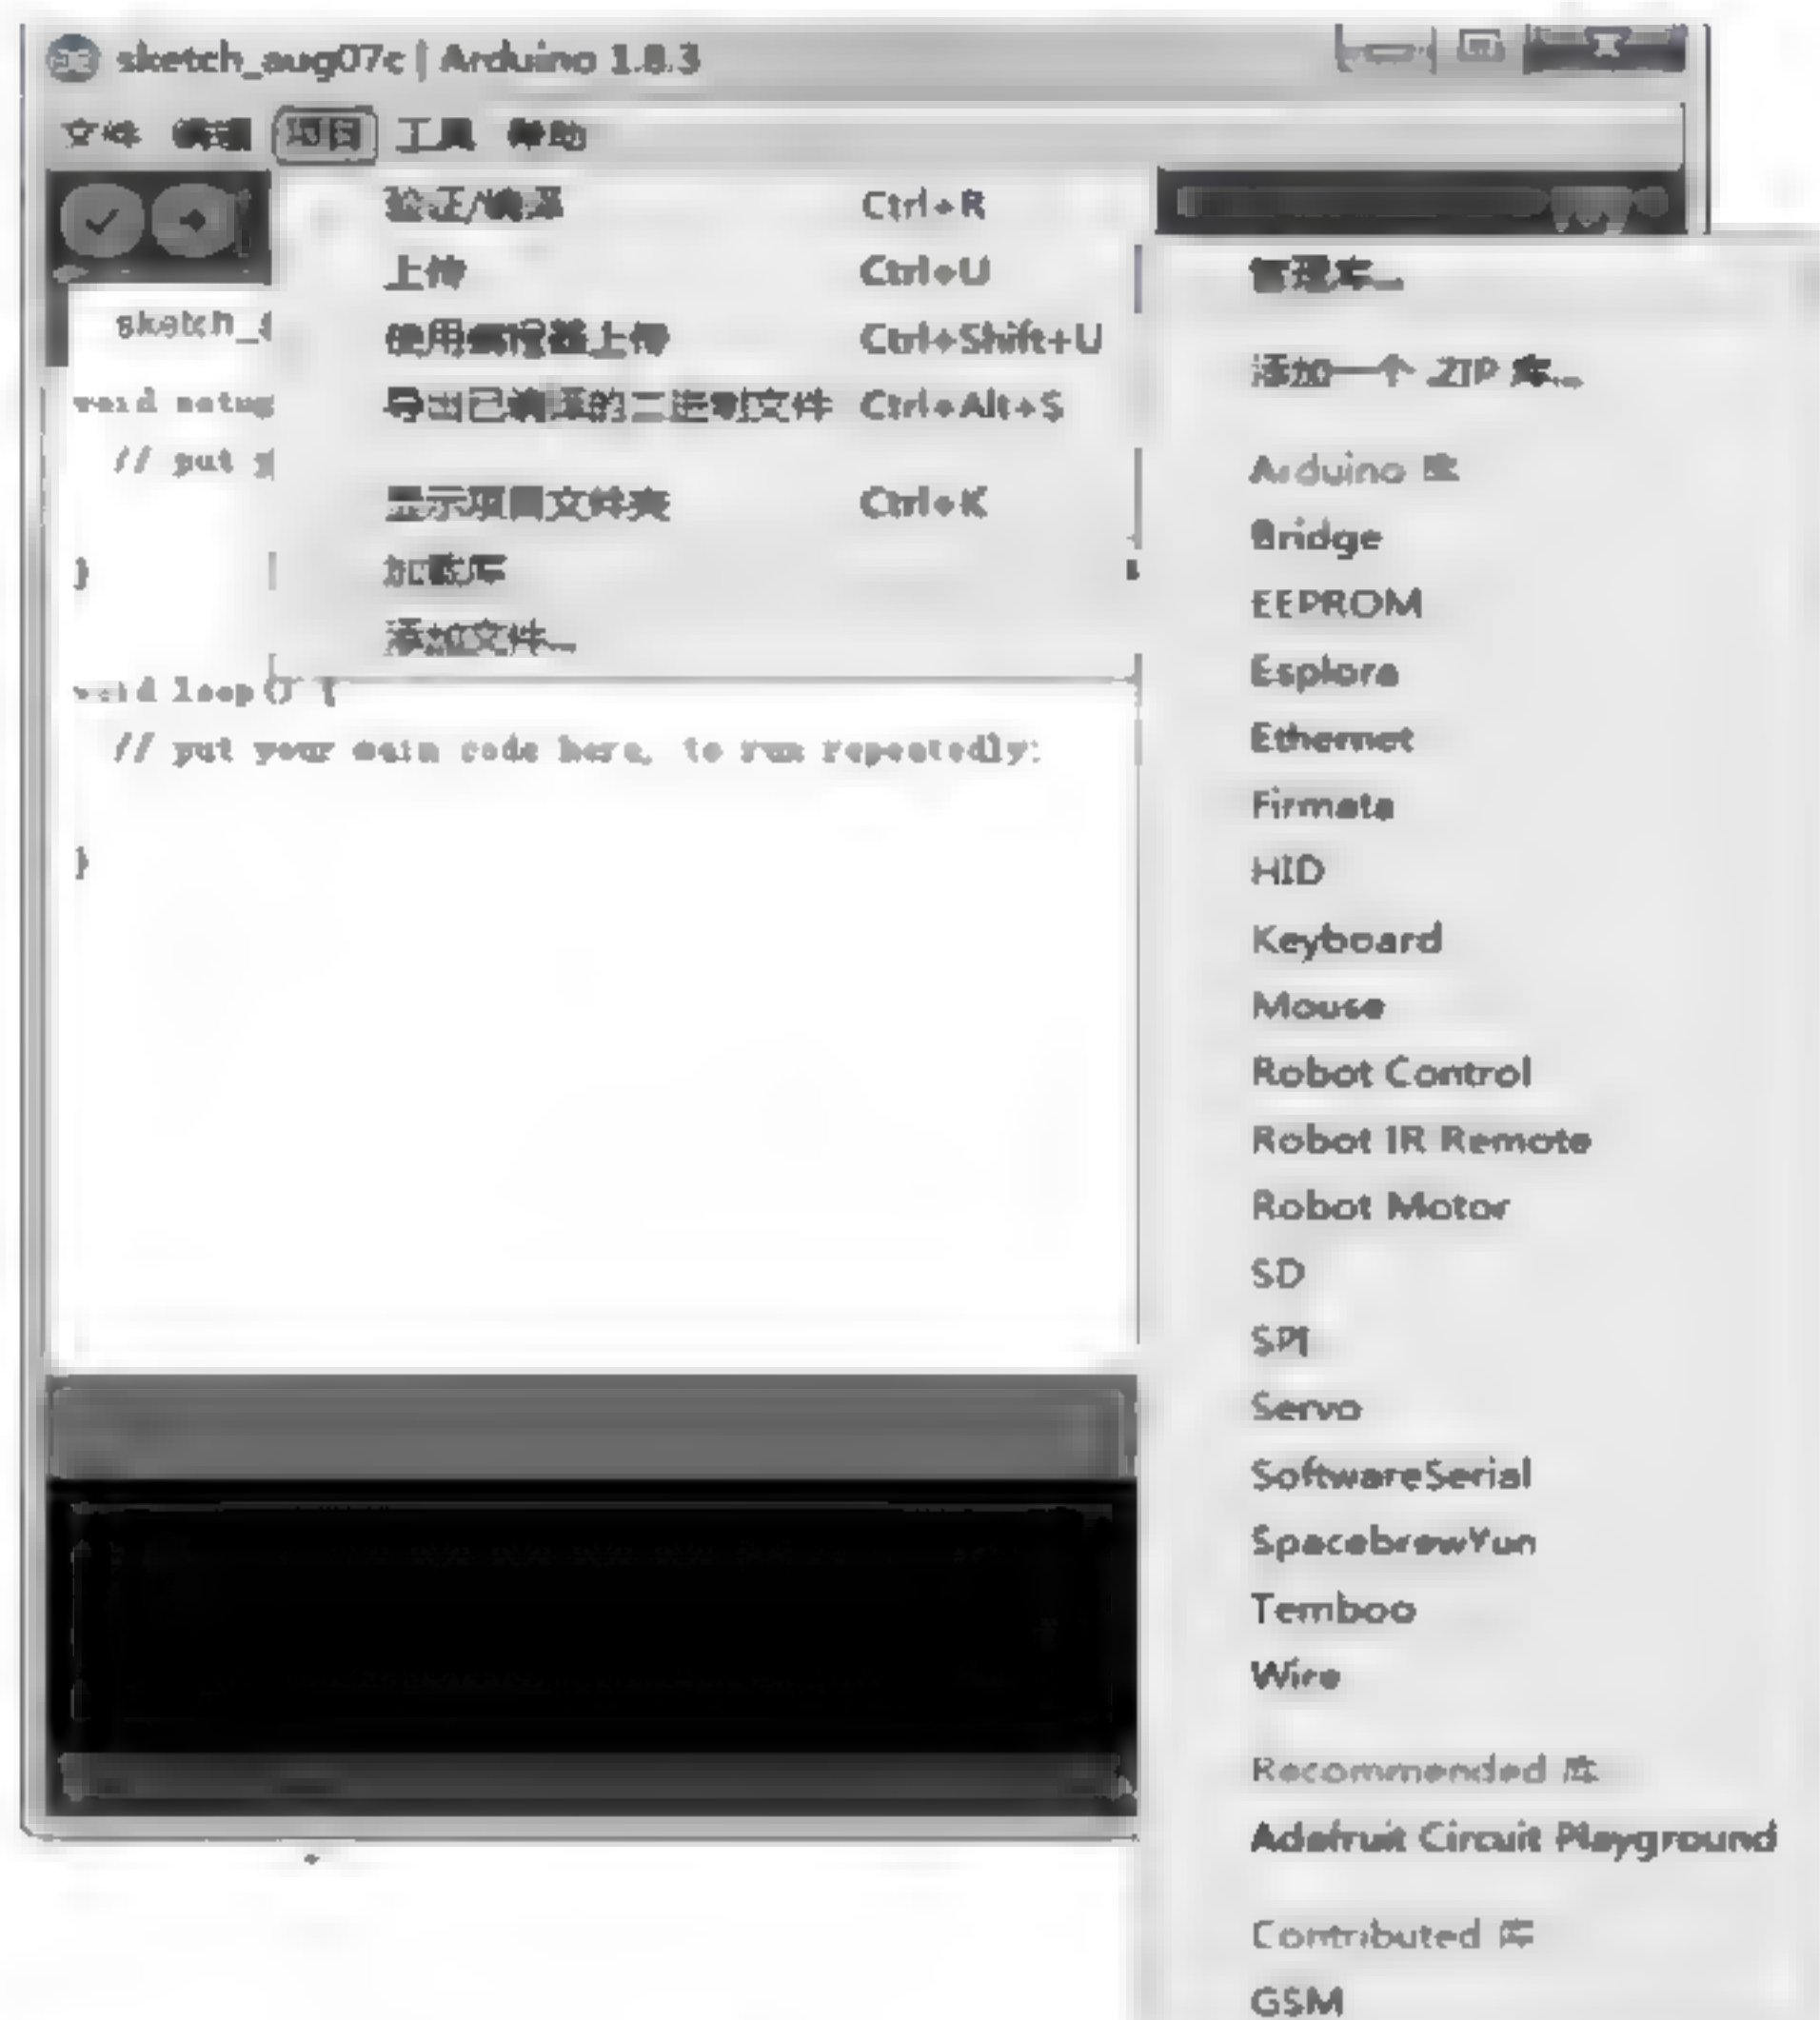 sketch_aug07c | Arduino 1.8.3
文件 编辑 项目 工具 帮助
验证/编译 Ctrl+R
上传 Ctrl+U
使用编程器上传 Ctrl+Shift+U
导出已编译的二进制文件 Ctrl+Alt+S
显示项目文件夹 Ctrl+K
加载库
添加文件...
sketch_a
void setup
// put y
}
void loop() {
// put your main code here, to run repeatedly:
}
管理库...
添加一个 .ZIP 库...
Arduino 库
Bridge
EEPROM
Esplora
Ethernet
Firmata
HID
Keyboard
Mouse
Robot Control
Robot IR Remote
Robot Motor
SD
SPI
Servo
SoftwareSerial
SpacebrewYun
Temboo
Wire
Recommended 库
Adafruit Circuit Playground
Contributed 库
GSM